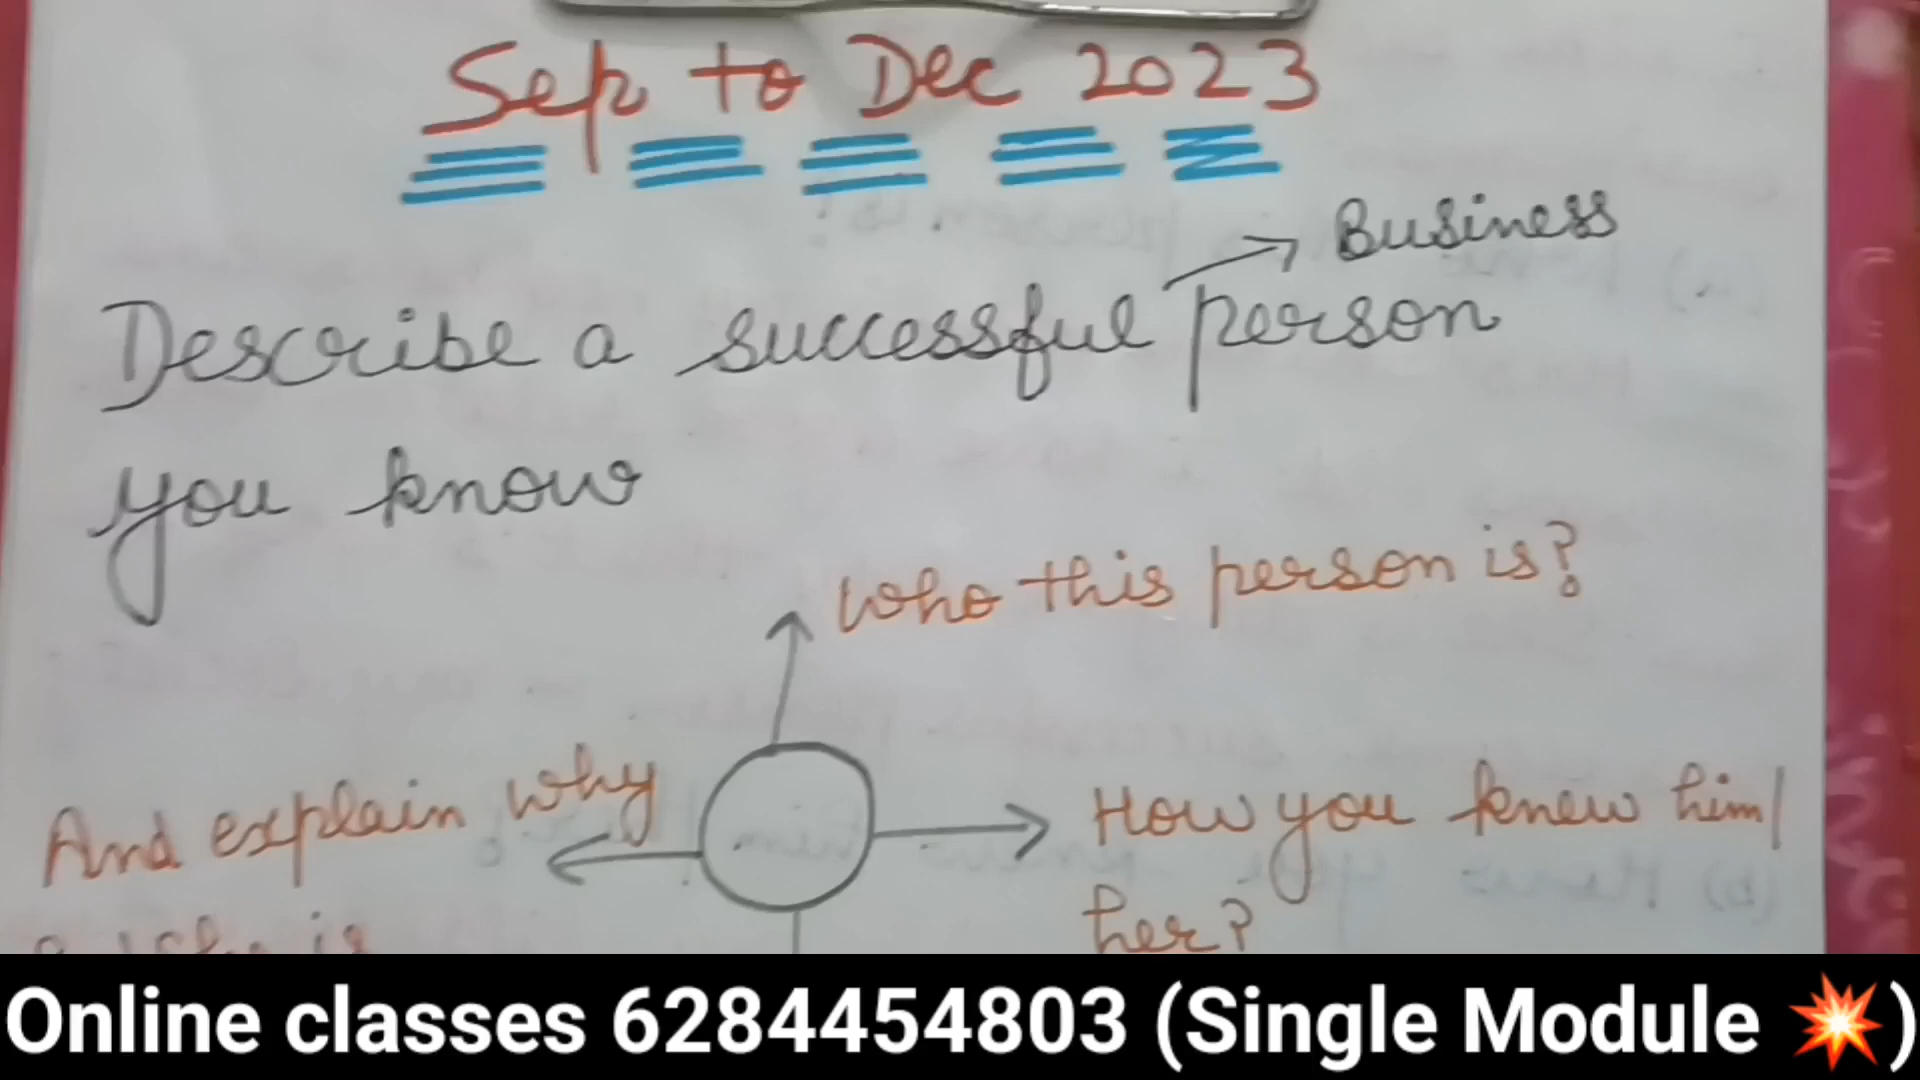 Sep to Dec 2023
Business
Describe a successful person
you know
Who this person is?
And explain why
How you knew him/
her?
Online classes 6284454803 (Single Module 💥)